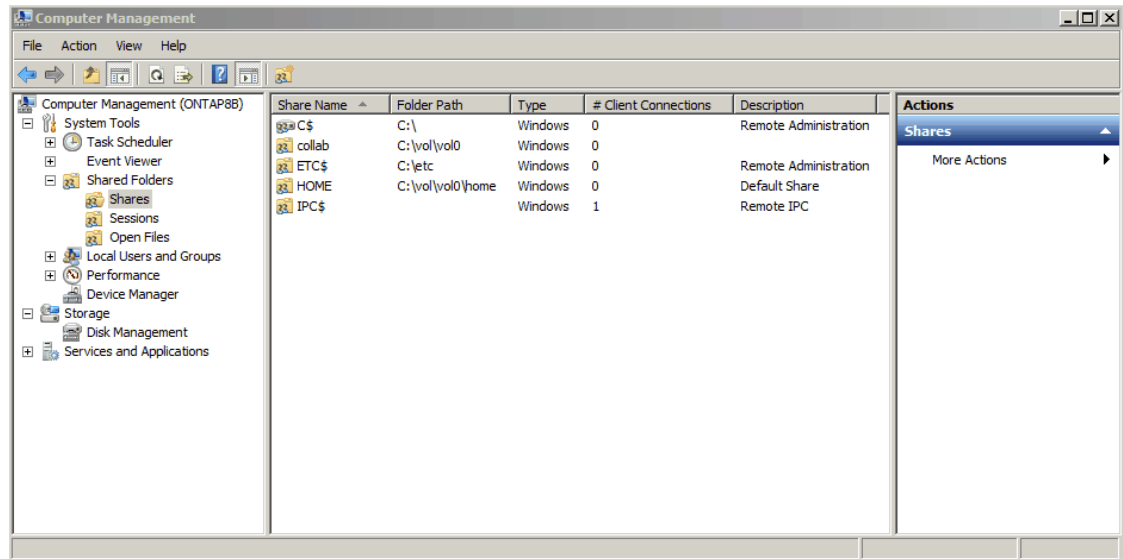 Computer Management
File Action View Help
Computer Management (ONTAP8B)
System Tools
Task Scheduler
Event Viewer
Shared Folders
Shares
Sessions
Open Files
Local Users and Groups
Performance
Device Manager
Storage
Disk Management
Services and Applications
Share Name Folder Path Type # Client Connections Description
C$ C:\ Windows 0 Remote Administration
collab C:\vol\vol0 Windows 0
ETC$ C:\etc Windows 0 Remote Administration
HOME C:\vol\vol0\home Windows 0 Default Share
IPC$ Windows 1 Remote IPC
Actions
Shares
More Actions